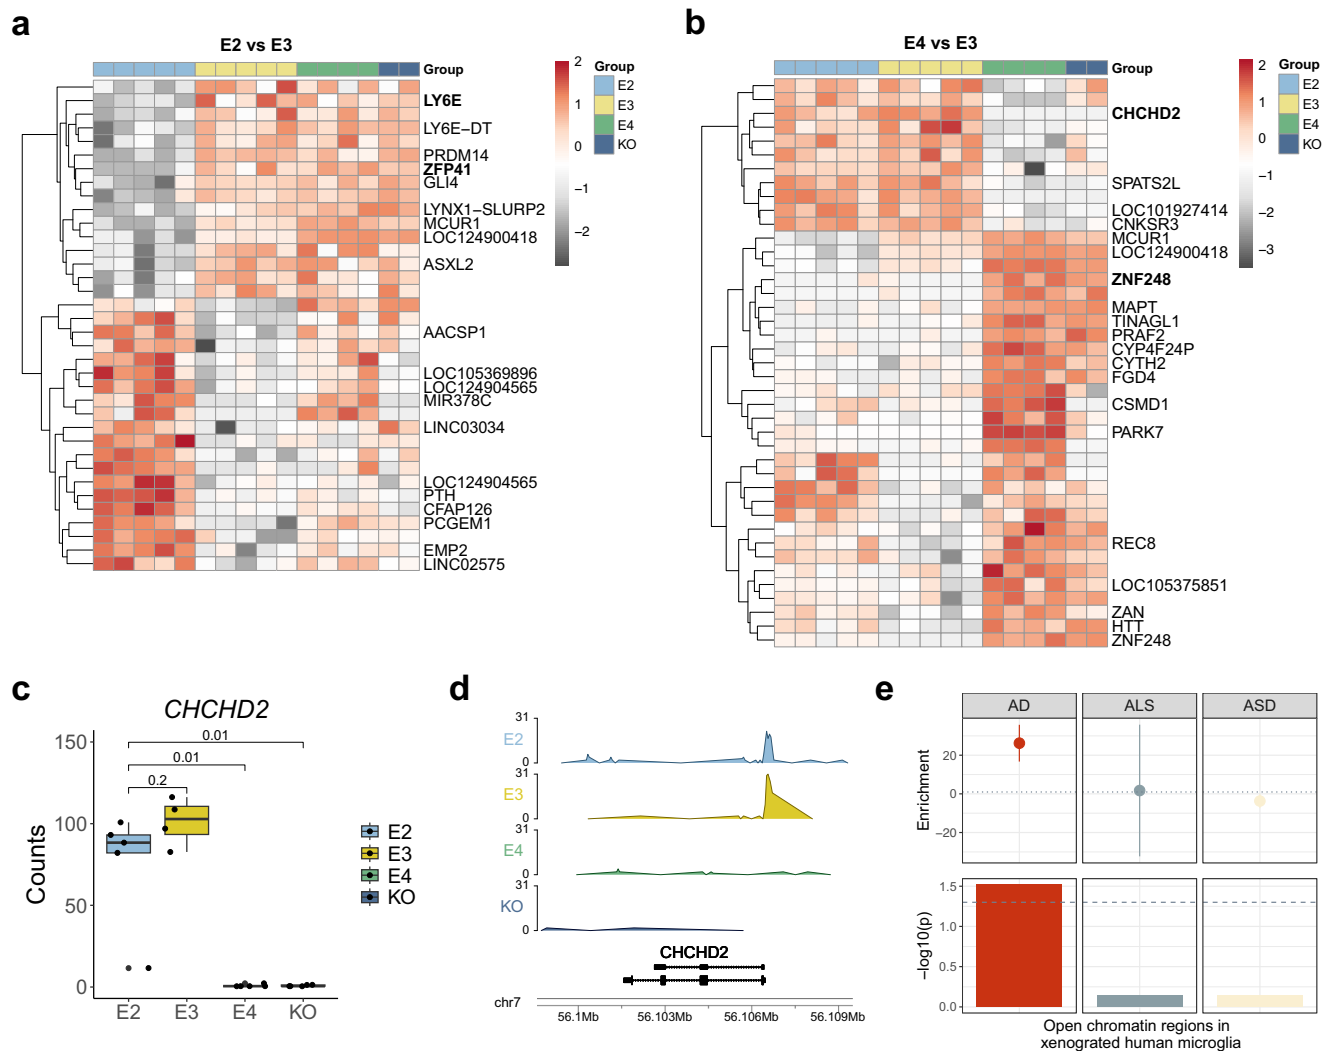 a
E2 vs E3
Group
LY6E
LY6E−DT
PRDM14
ZFP41
GLI4
LYNX1−SLURP2
MCUR1
LOC124900418
ASXL2
AACSP1
LOC105369896
LOC124904565
MIR378C
LINC03034
LOC124904565
PTH
CFAP126
PCGEM1
EMP2
LINC02575
2
1
0
−1
−2
Group
E2
E3
E4
KO
b
E4 vs E3
Group
CHCHD2
SPATS2L
LOC101927414
CNKSR3
MCUR1
LOC124900418
ZNF248
MAPT
TINAGL1
PRAF2
CYP4F24P
CYTH2
FGD4
CSMD1
PARK7
REC8
LOC105375851
ZAN
HTT
ZNF248
2
1
0
−1
−2
−3
Group
E2
E3
E4
KO
c
CHCHD2
Counts
150
100
50
0
0.01
0.01
0.2
E2 E3 E4 KO
E2
E3
E4
KO
d
31
E2
0
31
E3
0
31
E4
0
31
KO
0
CHCHD2
chr7
56.1Mb 56.103Mb 56.106Mb 56.109Mb
e
AD ALS ASD
Enrichment
20
0
−20
−log10(p)
1.5
1.0
0.5
0.0
Open chromatin regions in
xenograted human microglia